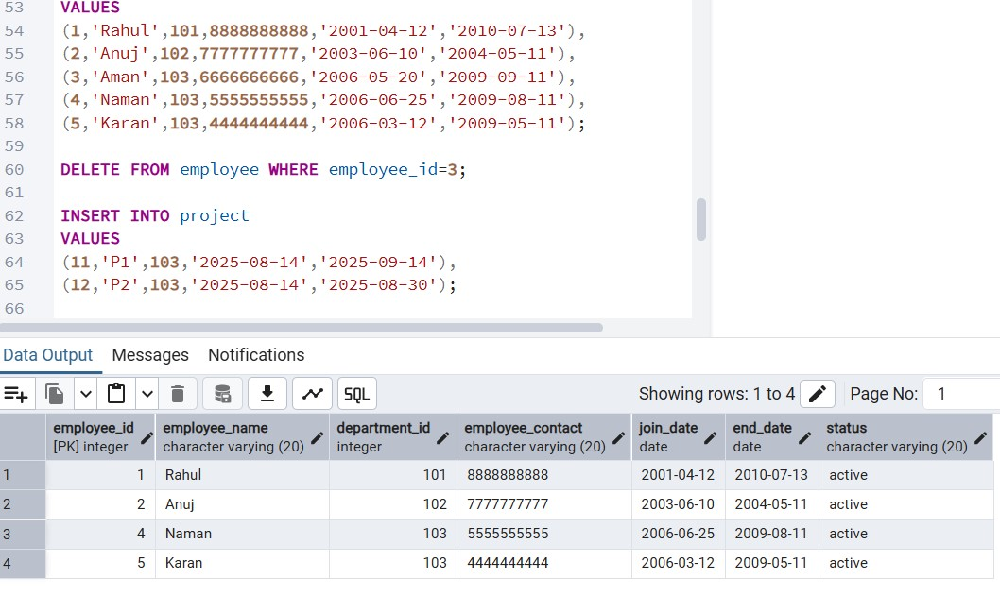 53 VALUES
54 (1,'Rahul',101,8888888888,'2001-04-12','2010-07-13'),
55 (2,'Anuj',102,7777777777,'2003-06-10','2004-05-11'),
56 (3,'Aman',103,6666666666,'2006-05-20','2009-09-11'),
57 (4,'Naman',103,5555555555,'2006-06-25','2009-08-11'),
58 (5,'Karan',103,4444444444,'2006-03-12','2009-05-11');
59
60 DELETE FROM employee WHERE employee_id=3;
61
62 INSERT INTO project
63 VALUES
64 (11,'P1',103,'2025-08-14','2025-09-14'),
65 (12,'P2',103,'2025-08-14','2025-08-30');
66
Data Output Messages Notifications
SQL Showing rows: 1 to 4 Page No: 1
employee_id employee_name department_id employee_contact join_date end_date status
[PK] integer character varying (20) integer character varying (20) date date character varying (20)
1 1 Rahul 101 8888888888 2001-04-12 2010-07-13 active
2 2 Anuj 102 7777777777 2003-06-10 2004-05-11 active
3 4 Naman 103 5555555555 2006-06-25 2009-08-11 active
4 5 Karan 103 4444444444 2006-03-12 2009-05-11 active